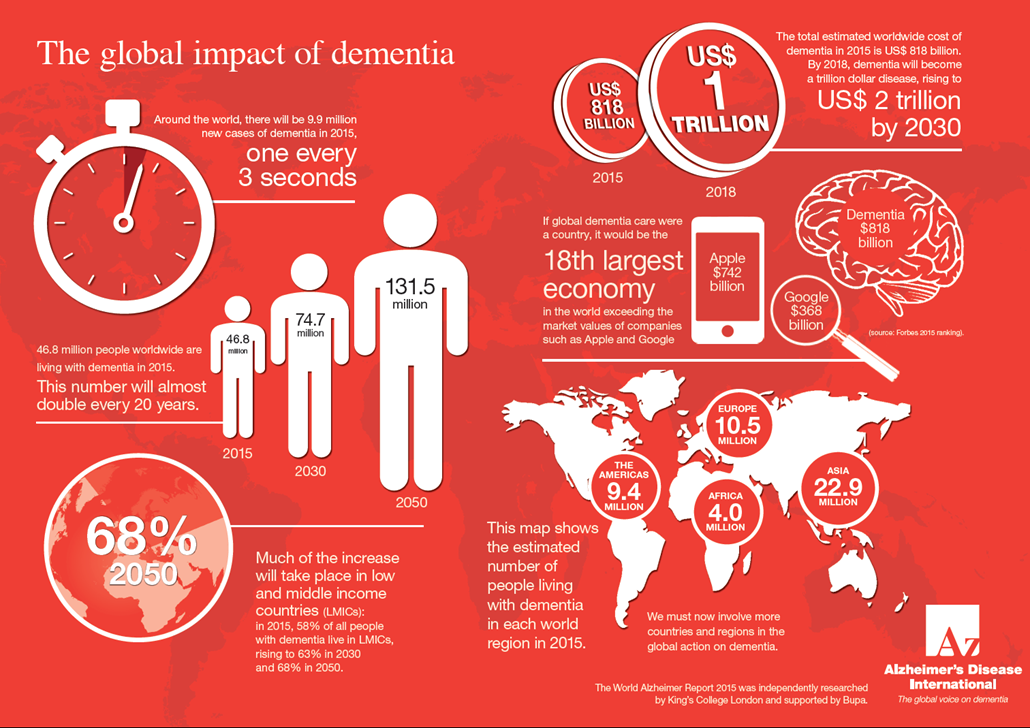 The global impact of dementia
Around the world, there will be 9.9 million
new cases of dementia in 2015,
one every
3 seconds
46.8
million
2015
74.7
million
2030
131.5
million
2050
46.8 million people worldwide are
living with dementia in 2015.
This number will almost
double every 20 years.
68%
2050
Much of the increase
will take place in low
and middle income
countries (LMICs):
in 2015, 58% of all people
with dementia live in LMICs,
rising to 63% in 2030
and 68% in 2050.
US$
818
BILLION
2015
US$
1
TRILLION
2018
The total estimated worldwide cost of
dementia in 2015 is US$ 818 billion.
By 2018, dementia will become
a trillion dollar disease, rising to
US$ 2 trillion
by 2030
If global dementia care were
a country, it would be the
18th largest
economy
in the world exceeding the
market values of companies
such as Apple and Google
Apple
$742
billion
Dementia
$818
billion
Google
$368
billion
(source: Forbes 2015 ranking).
EUROPE
10.5
MILLION
THE
AMERICAS
9.4
MILLION
AFRICA
4.0
MILLION
ASIA
22.9
MILLION
This map shows
the estimated
number of
people living
with dementia
in each world
region in 2015.
We must now involve more
countries and regions in the
global action on dementia.
Az
Alzheimer's Disease
International
The global voice on dementia
The World Alzheimer Report 2015 was independently researched
by King's College London and supported by Bupa.